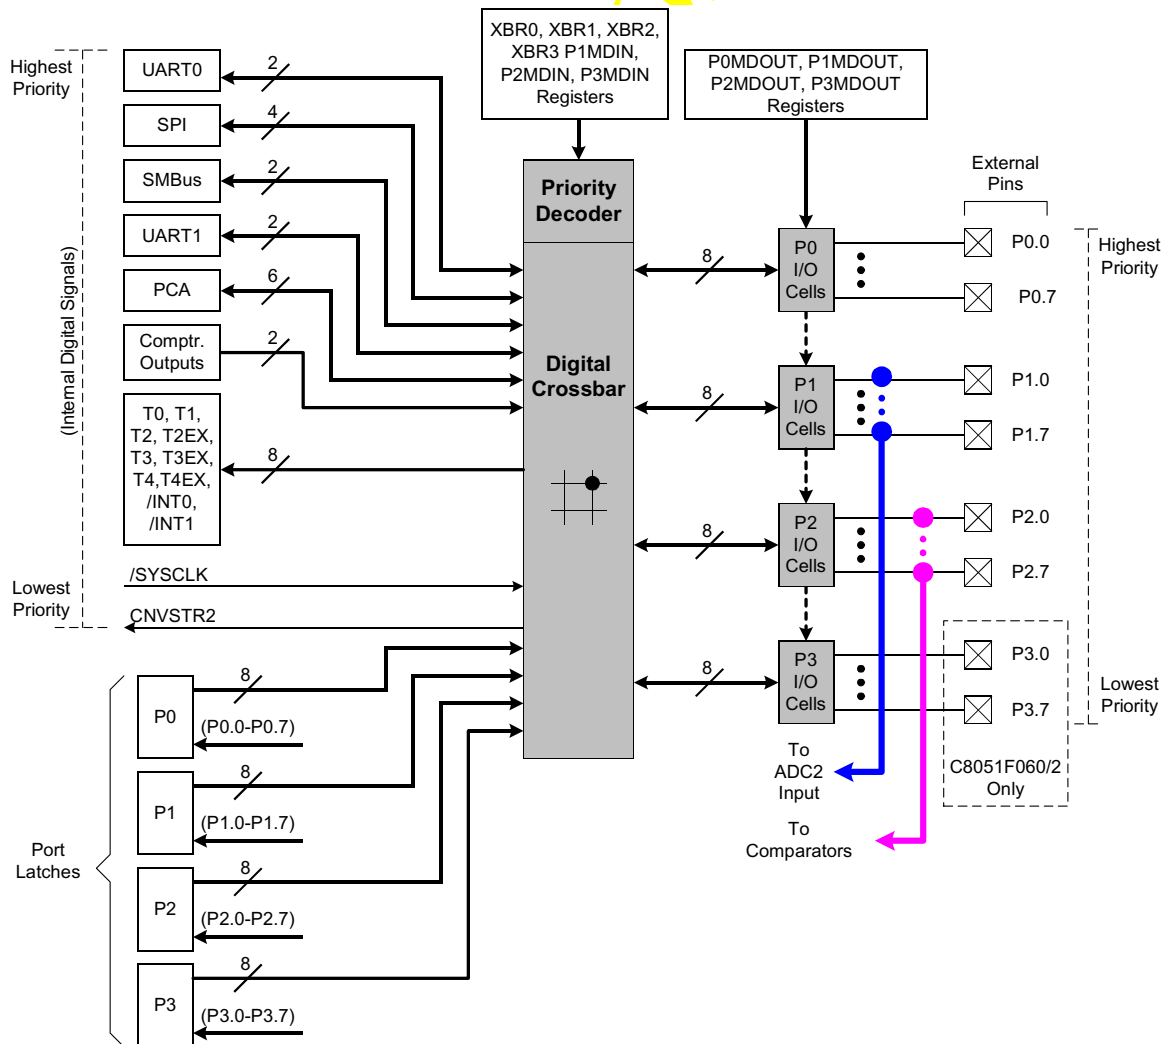 XBR0, XBR1, XBR2,
XBR3 P1MDIN,
P2MDIN, P3MDIN
Registers
P0MDOUT, P1MDOUT,
P2MDOUT, P3MDOUT
Registers
Highest
Priority
UART0
2
SPI
4
SMBus
2
UART1
2
PCA
6
Comptr.
Outputs
2
T0, T1,
T2, T2EX,
T3, T3EX,
T4,T4EX,
/INT0,
/INT1
8
(Internal Digital Signals)
/SYSCLK
CNVSTR2
Lowest
Priority
Priority
Decoder
Digital
Crossbar
External
Pins
8
P0
I/O
Cells
P0.0
P0.7
Highest
Priority
8
P1
I/O
Cells
P1.0
P1.7
8
P2
I/O
Cells
P2.0
P2.7
8
P3
I/O
Cells
P3.0
P3.7
Lowest
Priority
C8051F060/2
Only
To
ADC2
Input
To
Comparators
Port
Latches
P0
8
(P0.0-P0.7)
P1
8
(P1.0-P1.7)
P2
8
(P2.0-P2.7)
P3
8
(P3.0-P3.7)